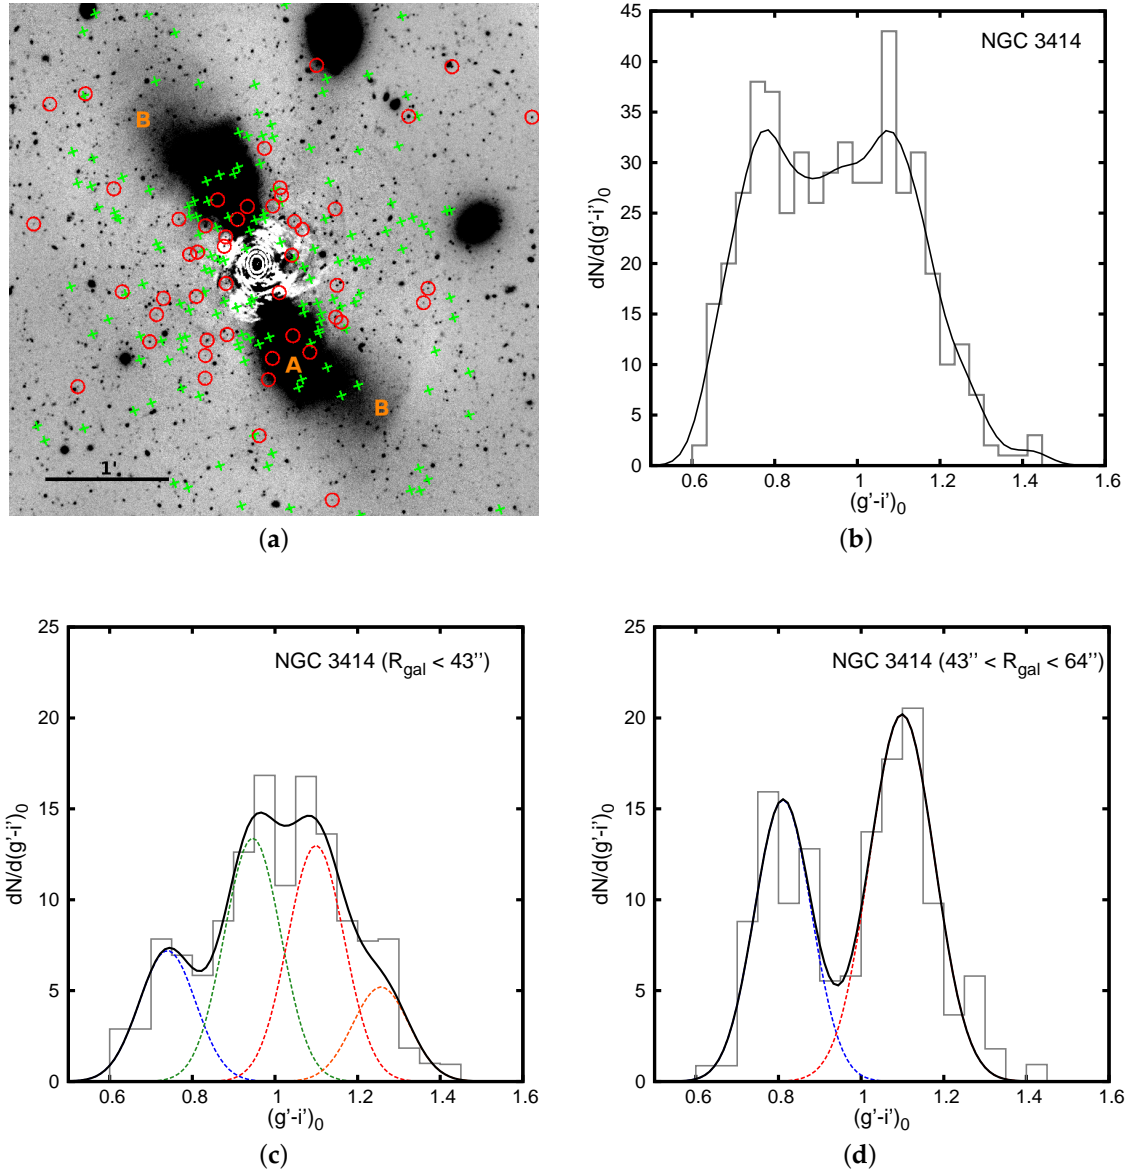 B
A
B
1'
(a)
45
40
35
30
25
20
15
10
5
0
dN/d(g'-i')₀
NGC 3414
0.6 0.8 1 1.2 1.4 1.6
(g'-i')₀
(b)
25
20
15
10
5
0
dN/d(g'-i')₀
NGC 3414 (R_gal < 43'')
0.6 0.8 1 1.2 1.4 1.6
(g'-i')₀
(c)
25
20
15
10
5
0
dN/d(g'-i')₀
NGC 3414 (43'' < R_gal < 64'')
0.6 0.8 1 1.2 1.4 1.6
(g'-i')₀
(d)